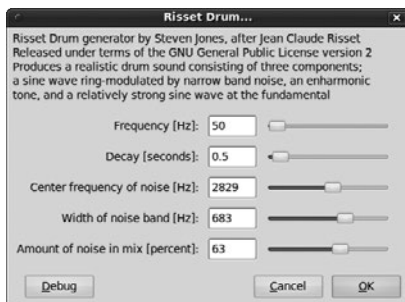 Risset Drum...
Risset Drum generator by Steven Jones, after Jean Claude Risset
Released under terms of the GNU General Public License version 2
Produces a realistic drum sound consisting of three components;
a sine wave ring-modulated by narrow band noise, an enharmonic
tone, and a relatively strong sine wave at the fundamental
Frequency [Hz]: 50
Decay [seconds]: 0.5
Center frequency of noise [Hz]: 2829
Width of noise band [Hz]: 683
Amount of noise in mix [percent]: 63
Debug Cancel OK